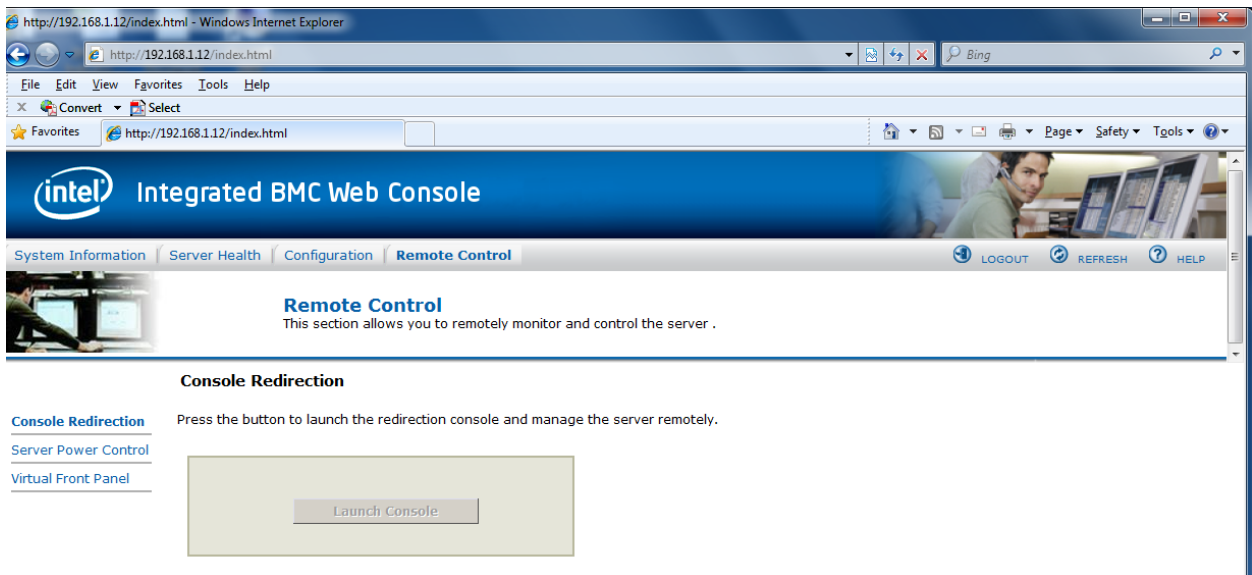 http://192.168.1.12/index.html - Windows Internet Explorer
http://192.168.1.12/index.html Bing
File Edit View Favorites Tools Help
x Convert Select
Favorites http://192.168.1.12/index.html Page Safety Tools
intel Integrated BMC Web Console
System Information Server Health Configuration Remote Control LOGOUT REFRESH HELP
Remote Control
This section allows you to remotely monitor and control the server .
Console Redirection
Console Redirection Press the button to launch the redirection console and manage the server remotely.
Server Power Control
Virtual Front Panel
Launch Console